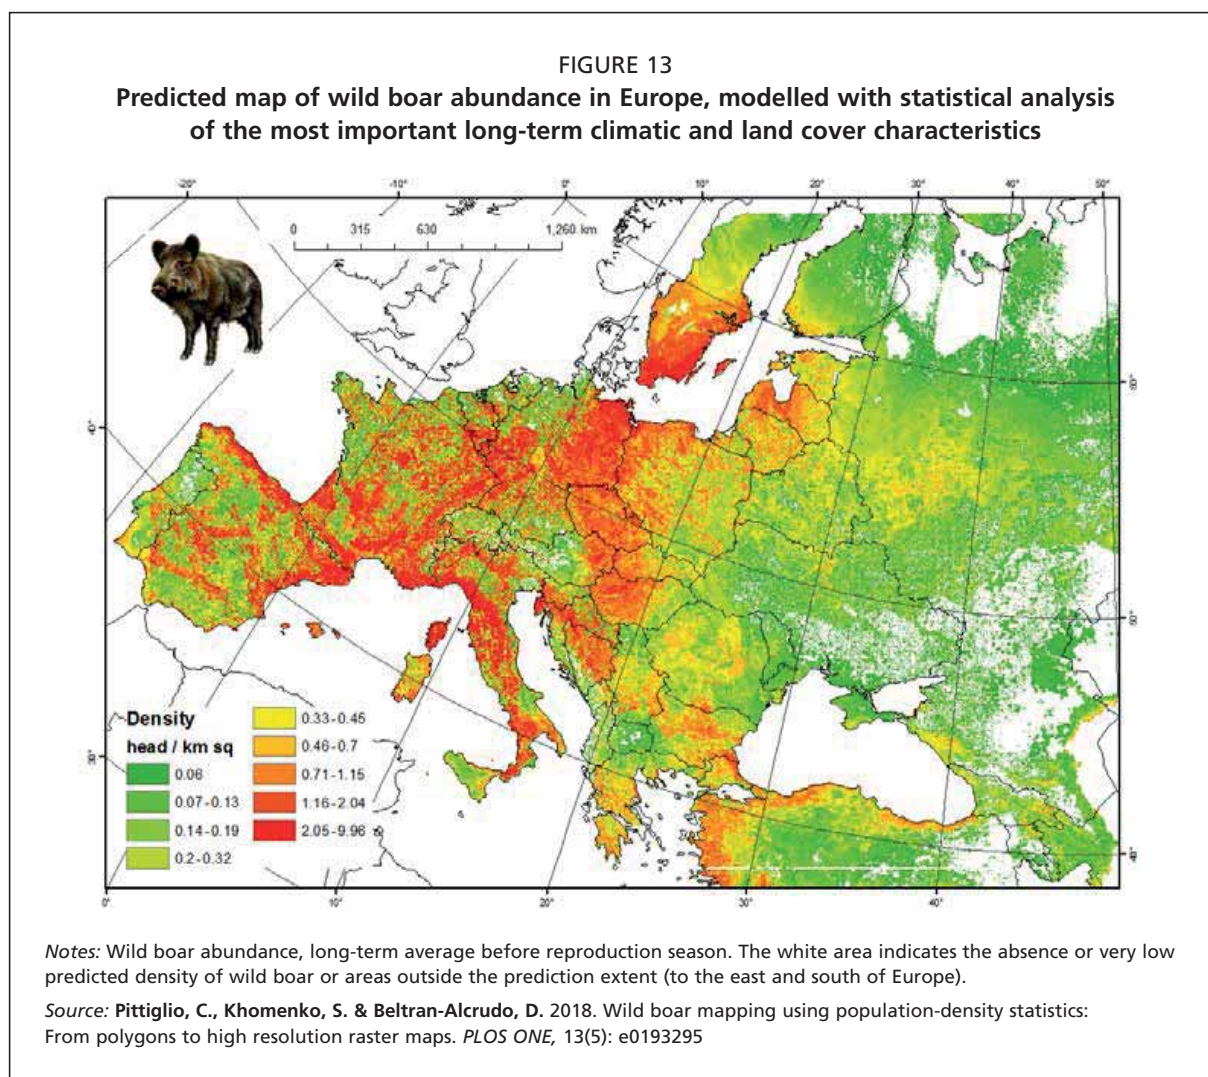 FIGURE 13
Predicted map of wild boar abundance in Europe, modelled with statistical analysis
of the most important long-term climatic and land cover characteristics
-20° -10° 0° 10° 20° 30° 40° 50°
0 315 630 1,260 km
40°
60°
50°
30°
40°
Density
head / km sq
0.06
0.07-0.13
0.14-0.19
0.2-0.32
0.33-0.45
0.46-0.7
0.71-1.15
1.16-2.04
2.05-9.96
0° 10° 20° 30° 40°
Notes: Wild boar abundance, long-term average before reproduction season. The white area indicates the absence or very low
predicted density of wild boar or areas outside the prediction extent (to the east and south of Europe).
Source: Pittiglio, C., Khomenko, S. & Beltran-Alcrudo, D. 2018. Wild boar mapping using population-density statistics:
From polygons to high resolution raster maps. PLOS ONE, 13(5): e0193295